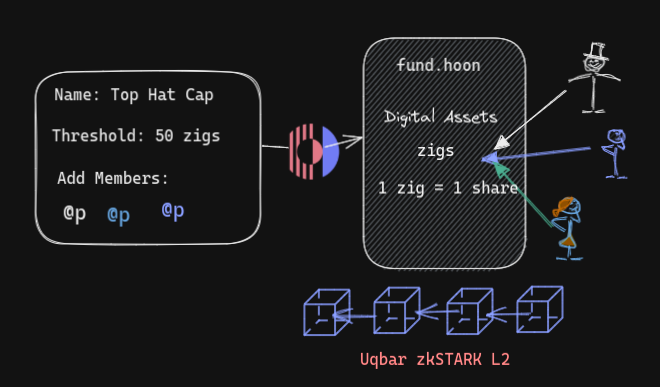 Name: Top Hat Cap
Threshold: 50 zigs
Add Members:
@p @p @p
fund.hoon
Digital Assets
zigs
1 zig = 1 share
Uqbar zkSTARK L2